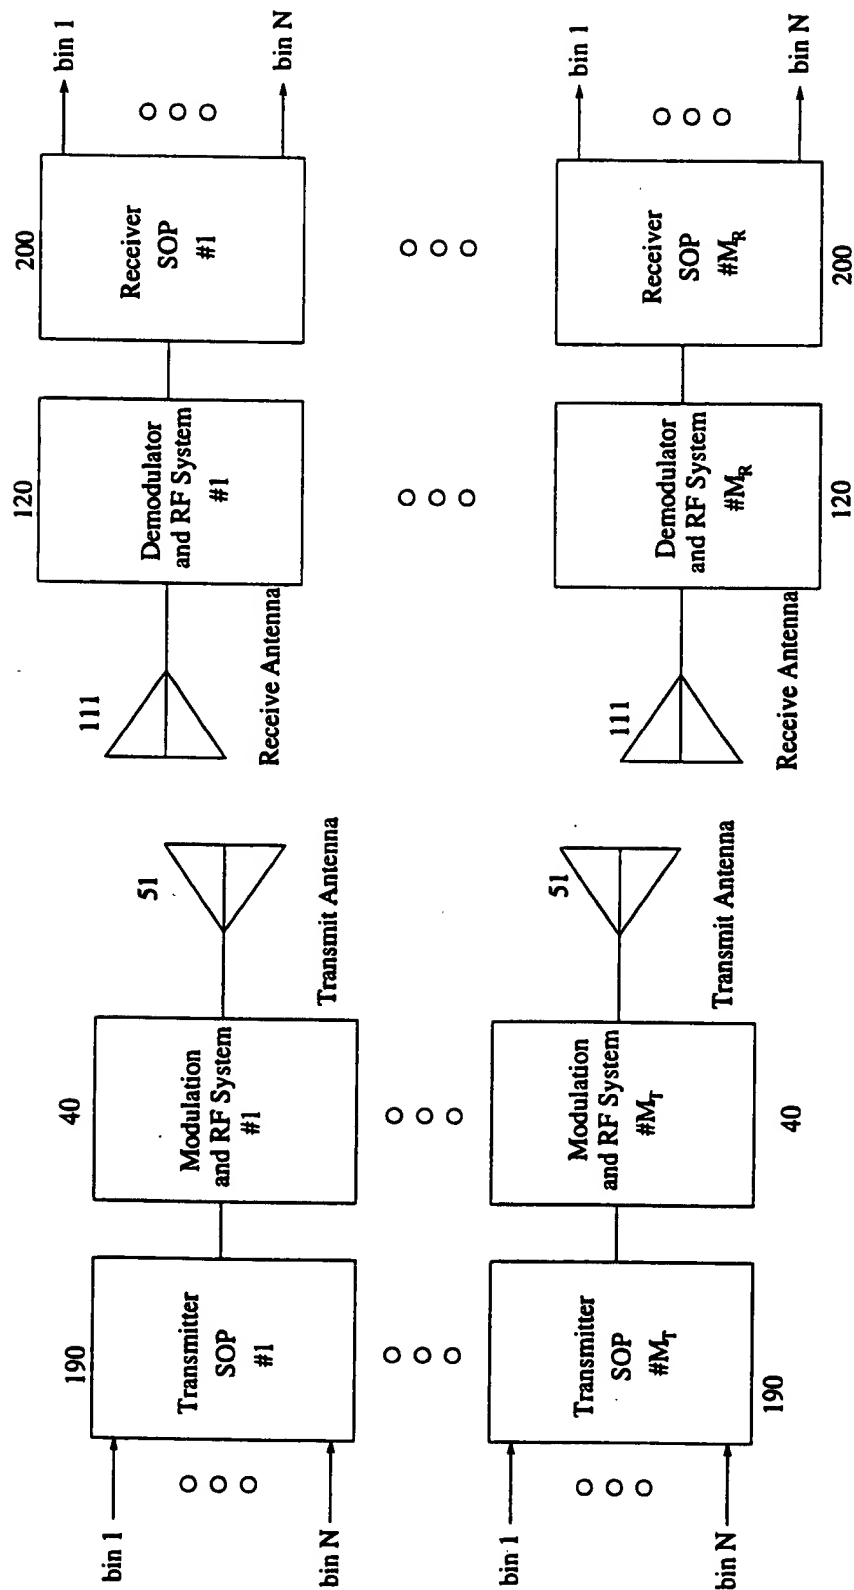 bin 1
bin N
190
Transmitter
SOP
#1
40
Modulation
and RF System
#1
51
Transmit Antenna
111
Receive Antenna
120
Demodulator
and RF System
#1
200
Receiver
SOP
#1
bin 1
bin N
bin 1
bin N
Transmitter
SOP
#M_T
190
Modulation
and RF System
#M_T
40
51
Transmit Antenna
111
Receive Antenna
Demodulator
and RF System
#M_R
120
Receiver
SOP
#M_R
200
bin 1
bin N